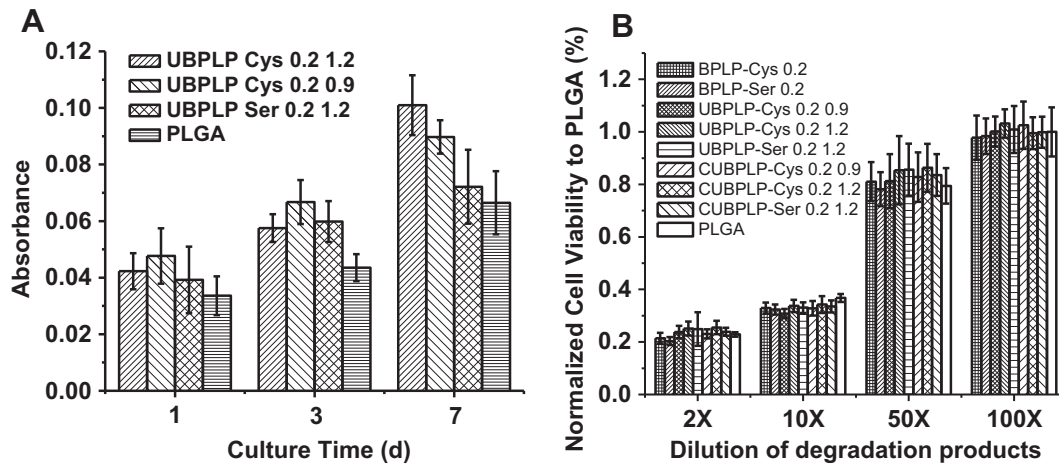 A
Absorbance
0.12
0.10
0.08
0.06
0.04
0.02
0.00
UBPLP Cys 0.2 1.2
UBPLP Cys 0.2 0.9
UBPLP Ser 0.2 1.2
PLGA
1 3 7
Culture Time (d)
B
Normalized Cell Viability to PLGA (%)
1.2
1.0
0.8
0.6
0.4
0.2
0.0
BPLP-Cys 0.2
BPLP-Ser 0.2
UBPLP-Cys 0.2 0.9
UBPLP-Cys 0.2 1.2
UBPLP-Ser 0.2 1.2
CUBPLP-Cys 0.2 0.9
CUBPLP-Cys 0.2 1.2
CUBPLP-Ser 0.2 1.2
PLGA
2X 10X 50X 100X
Dilution of degradation products